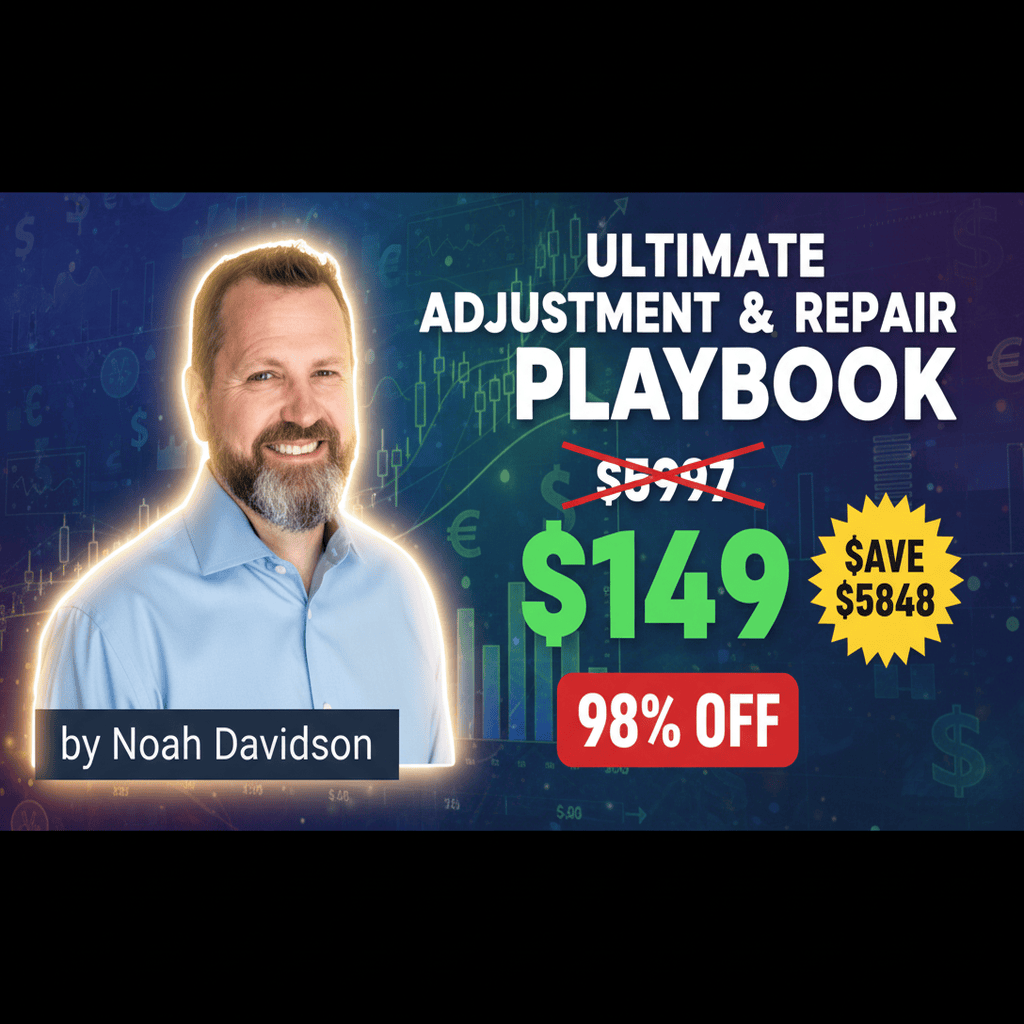 ULTIMATE
ADJUSTMENT & REPAIR
PLAYBOOK
$5997
$149
$AVE
$5848
98% OFF
by Noah Davidson